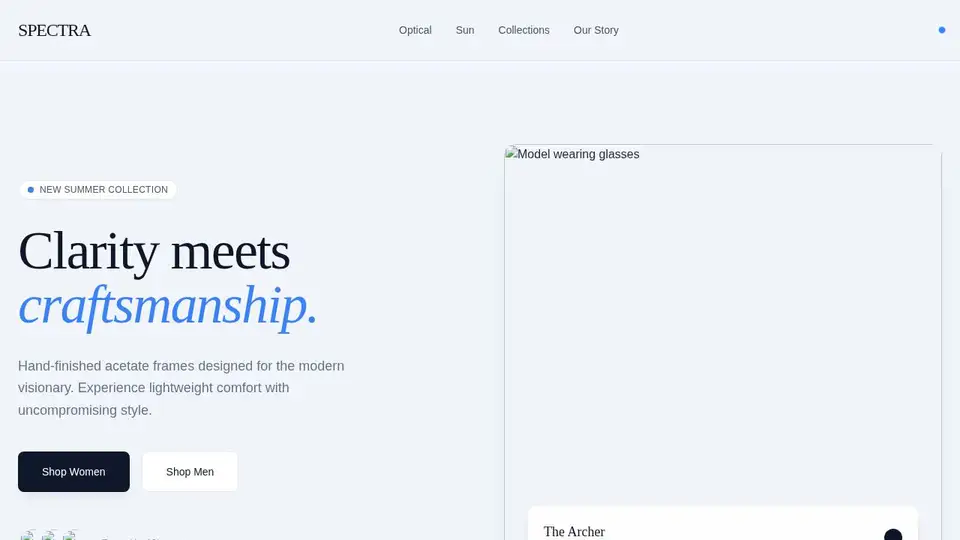 SPECTRA
Optical
Sun
Collections
Our Story
Model wearing glasses
NEW SUMMER COLLECTION
Clarity meets
craftsmanship.
Hand-finished acetate frames designed for the modern
visionary. Experience lightweight comfort with
uncompromising style.
Shop Women
Shop Men
The Archer